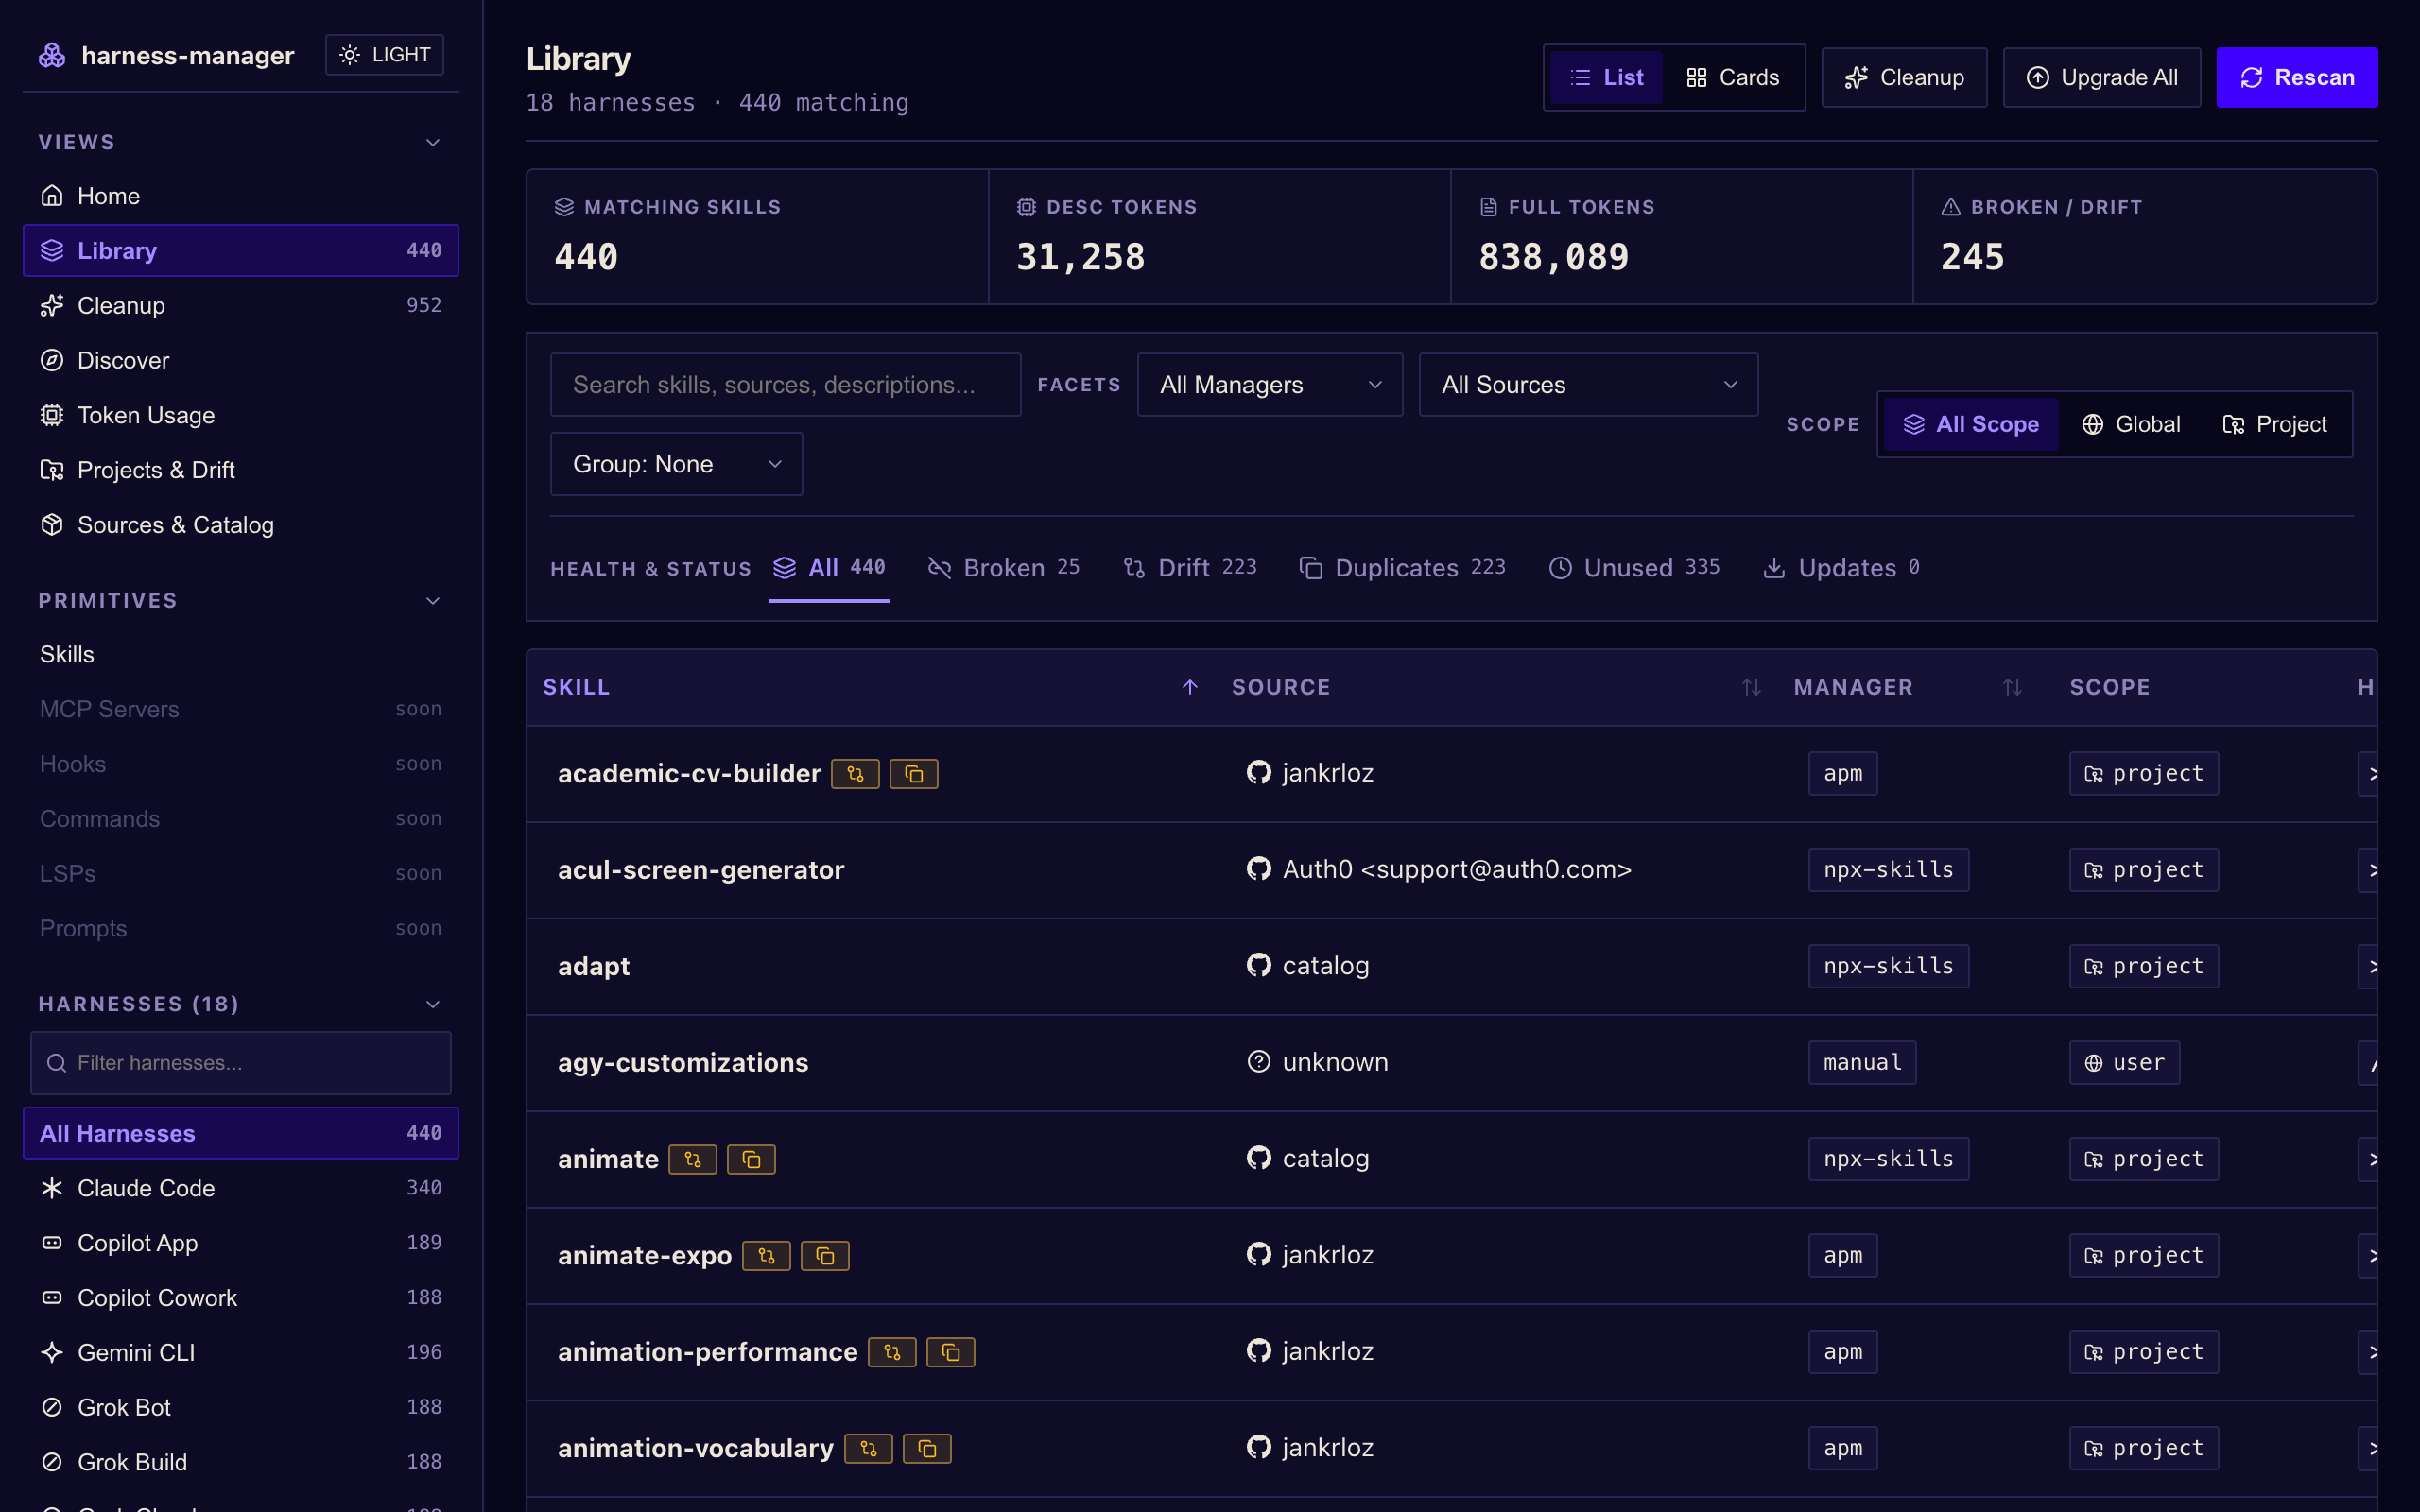 harness-manager LIGHT
VIEWS
Home
Library 440
Cleanup 952
Discover
Token Usage
Projects & Drift
Sources & Catalog
PRIMITIVES
Skills
MCP Servers soon
Hooks soon
Commands soon
LSPs soon
Prompts soon
HARNESSES (18)
Filter harnesses...
All Harnesses 440
Claude Code 340
Copilot App 189
Copilot Cowork 188
Gemini CLI 196
Grok Bot 188
Grok Build 188
Library
18 harnesses · 440 matching
List Cards Cleanup Upgrade All Rescan
MATCHING SKILLS
440
DESC TOKENS
31,258
FULL TOKENS
838,089
BROKEN / DRIFT
245
Search skills, sources, descriptions... FACETS All Managers All Sources
Group: None
SCOPE All Scope Global Project
HEALTH & STATUS All 440 Broken 25 Drift 223 Duplicates 223 Unused 335 Updates 0
SKILL SOURCE MANAGER SCOPE H
academic-cv-builder jankrloz apm project
acul-screen-generator Auth0 <support@auth0.com> npx-skills project
adapt catalog npx-skills project
agy-customizations unknown manual user
animate catalog npx-skills project
animate-expo jankrloz apm project
animation-performance jankrloz apm project
animation-vocabulary jankrloz apm project